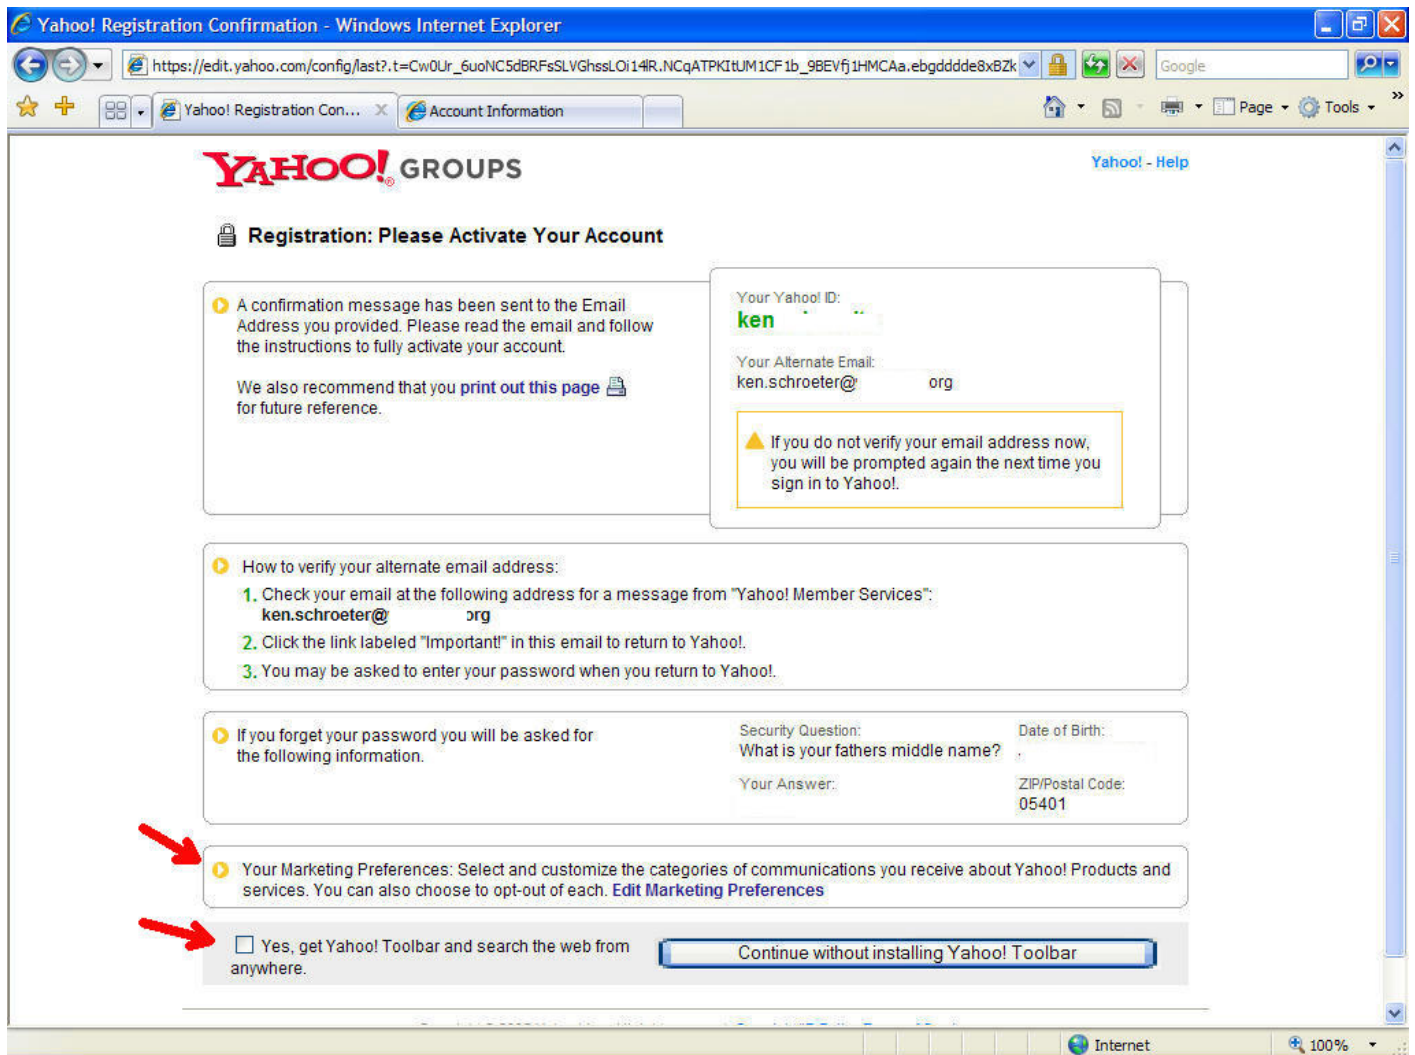 Yahoo! Registration Confirmation - Windows Internet Explorer
https://edit.yahoo.com/config/last?.t=
Google
Yahoo! Registration Con...
Account Information
Page
Tools
YAHOO! GROUPS
Yahoo! - Help
Registration: Please Activate Your Account
A confirmation message has been sent to the Email
Address you provided. Please read the email and follow
the instructions to fully activate your account.
We also recommend that you print out this page
for future reference.
Your Yahoo! ID:
ken
Your Alternate Email:
ken.schroeter@ org
If you do not verify your email address now,
you will be prompted again the next time you
sign in to Yahoo!.
How to verify your alternate email address:
1. Check your email at the following address for a message from "Yahoo! Member Services":
ken.schroeter@ org
2. Click the link labeled "Important!" in this email to return to Yahoo!.
3. You may be asked to enter your password when you return to Yahoo!.
If you forget your password you will be asked for
the following information.
Security Question:
What is your fathers middle name?
Date of Birth:
Your Answer:
ZIP/Postal Code:
05401
Your Marketing Preferences: Select and customize the categories of communications you receive about Yahoo! Products and
services. You can also choose to opt-out of each. Edit Marketing Preferences
Yes, get Yahoo! Toolbar and search the web from
anywhere.
Continue without installing Yahoo! Toolbar
Internet
100%